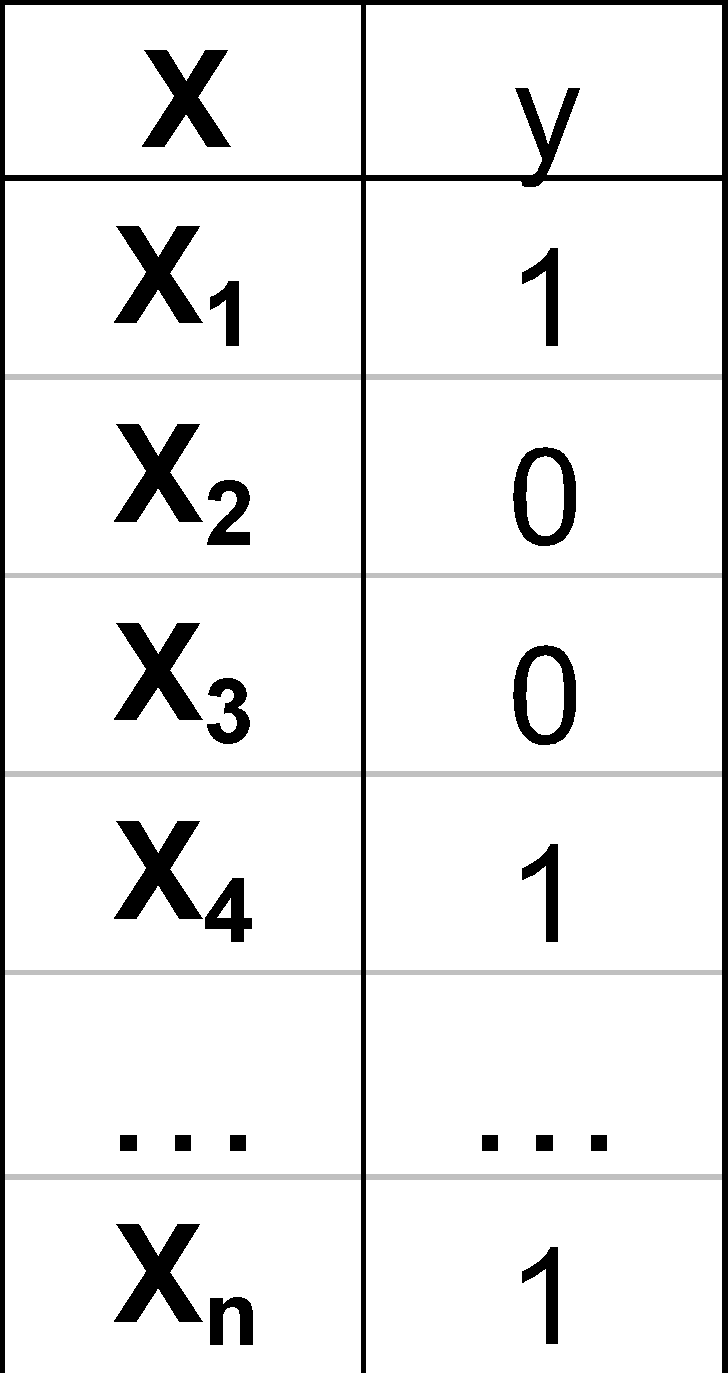 X y
X₁ 1
X₂ 0
X₃ 0
X₄ 1
... ...
Xₙ 1